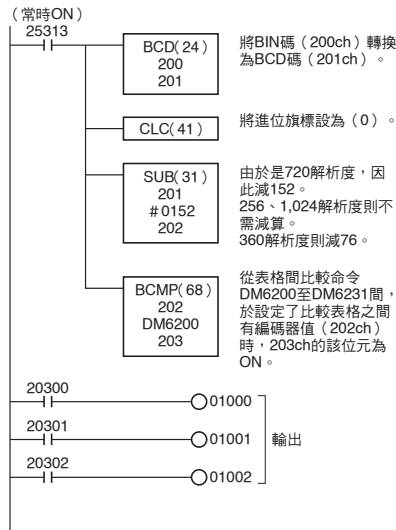 （常時ON）
25313
BCD(24)
200
201
將BIN碼（200ch）轉換
為BCD碼（201ch）。
CLC(41)
將進位旗標設為（0）。
SUB(31)
201
#0152
202
由於是720解析度，因
此減152。
256、1,024解析度則不
需減算。
360解析度則減76。
BCMP(68)
202
DM6200
203
從表格間比較命令
DM6200至DM6231間，
於設定了比較表格之間
有編碼器值（202ch）
時，203ch的該位元為
ON。
20300
01000
20301
01001
輸出
20302
01002